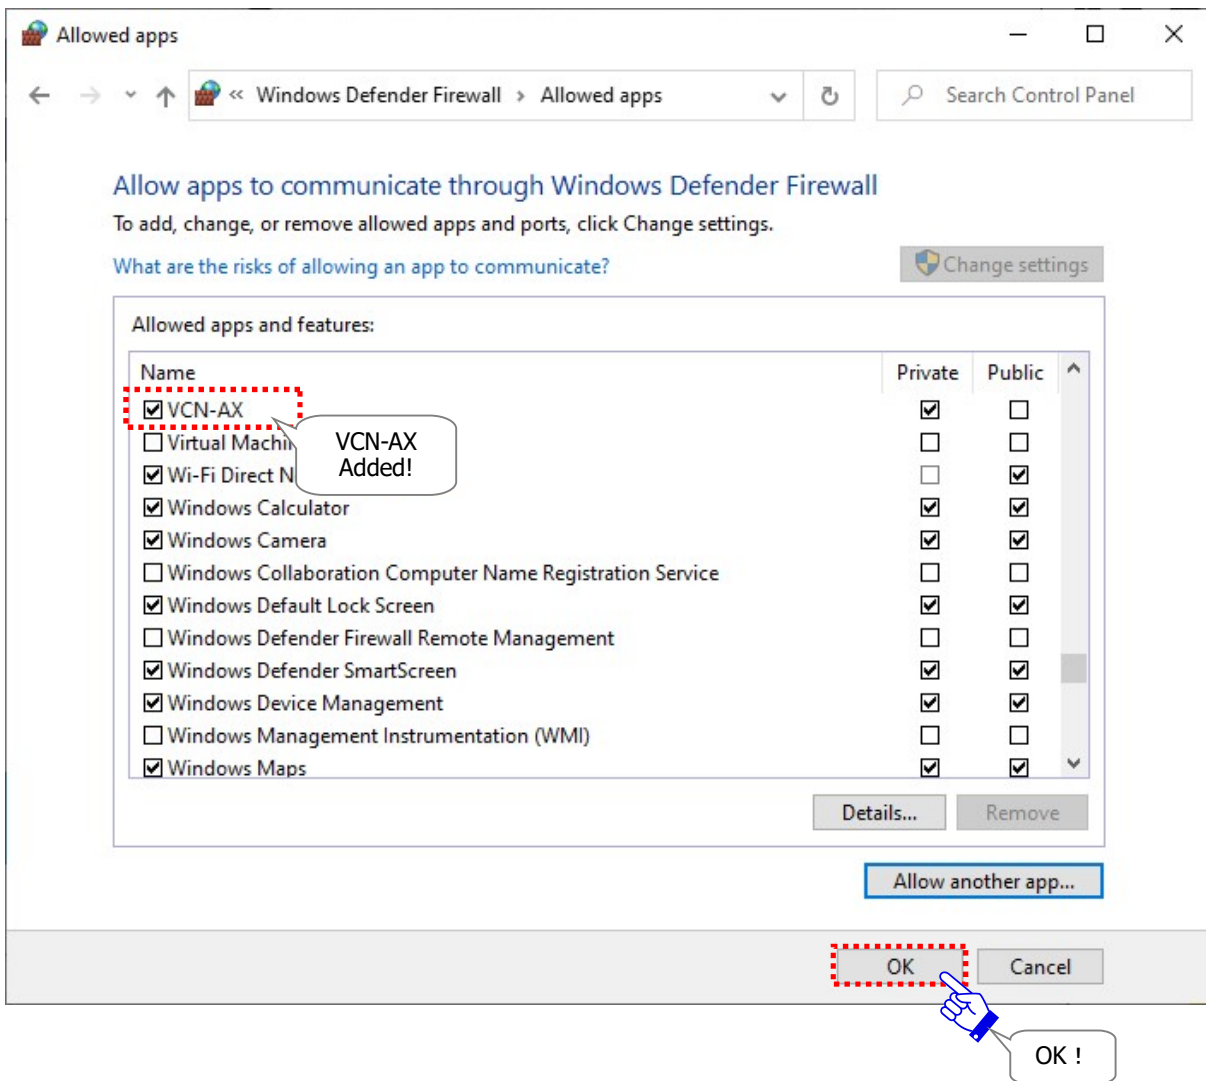 Allowed apps
« Windows Defender Firewall > Allowed apps
Search Control Panel
Allow apps to communicate through Windows Defender Firewall
To add, change, or remove allowed apps and ports, click Change settings.
What are the risks of allowing an app to communicate?
Change settings
Allowed apps and features:
Name Private Public
VCN-AX
VCN-AX
Added!
Virtual
Wi-Fi Direct
Windows Calculator
Windows Camera
Windows Collaboration Computer Name Registration Service
Windows Default Lock Screen
Windows Defender Firewall Remote Management
Windows Defender SmartScreen
Windows Device Management
Windows Management Instrumentation (WMI)
Windows Maps
Details... Remove
Allow another app...
OK Cancel
OK !